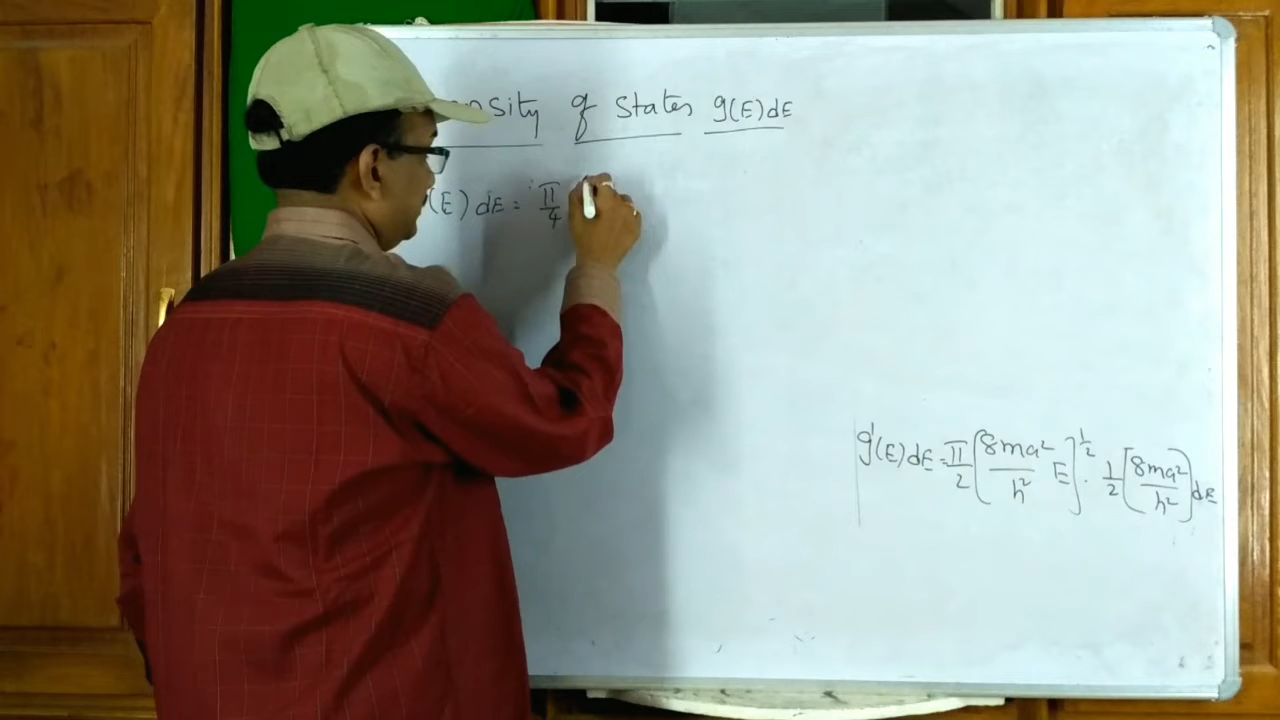 nsity of states g(E)dE
(E) dE = π/4
g'(E)dE = π/2 [8ma²/h² E]^1/2 . 1/2 [8ma²/h²] dE